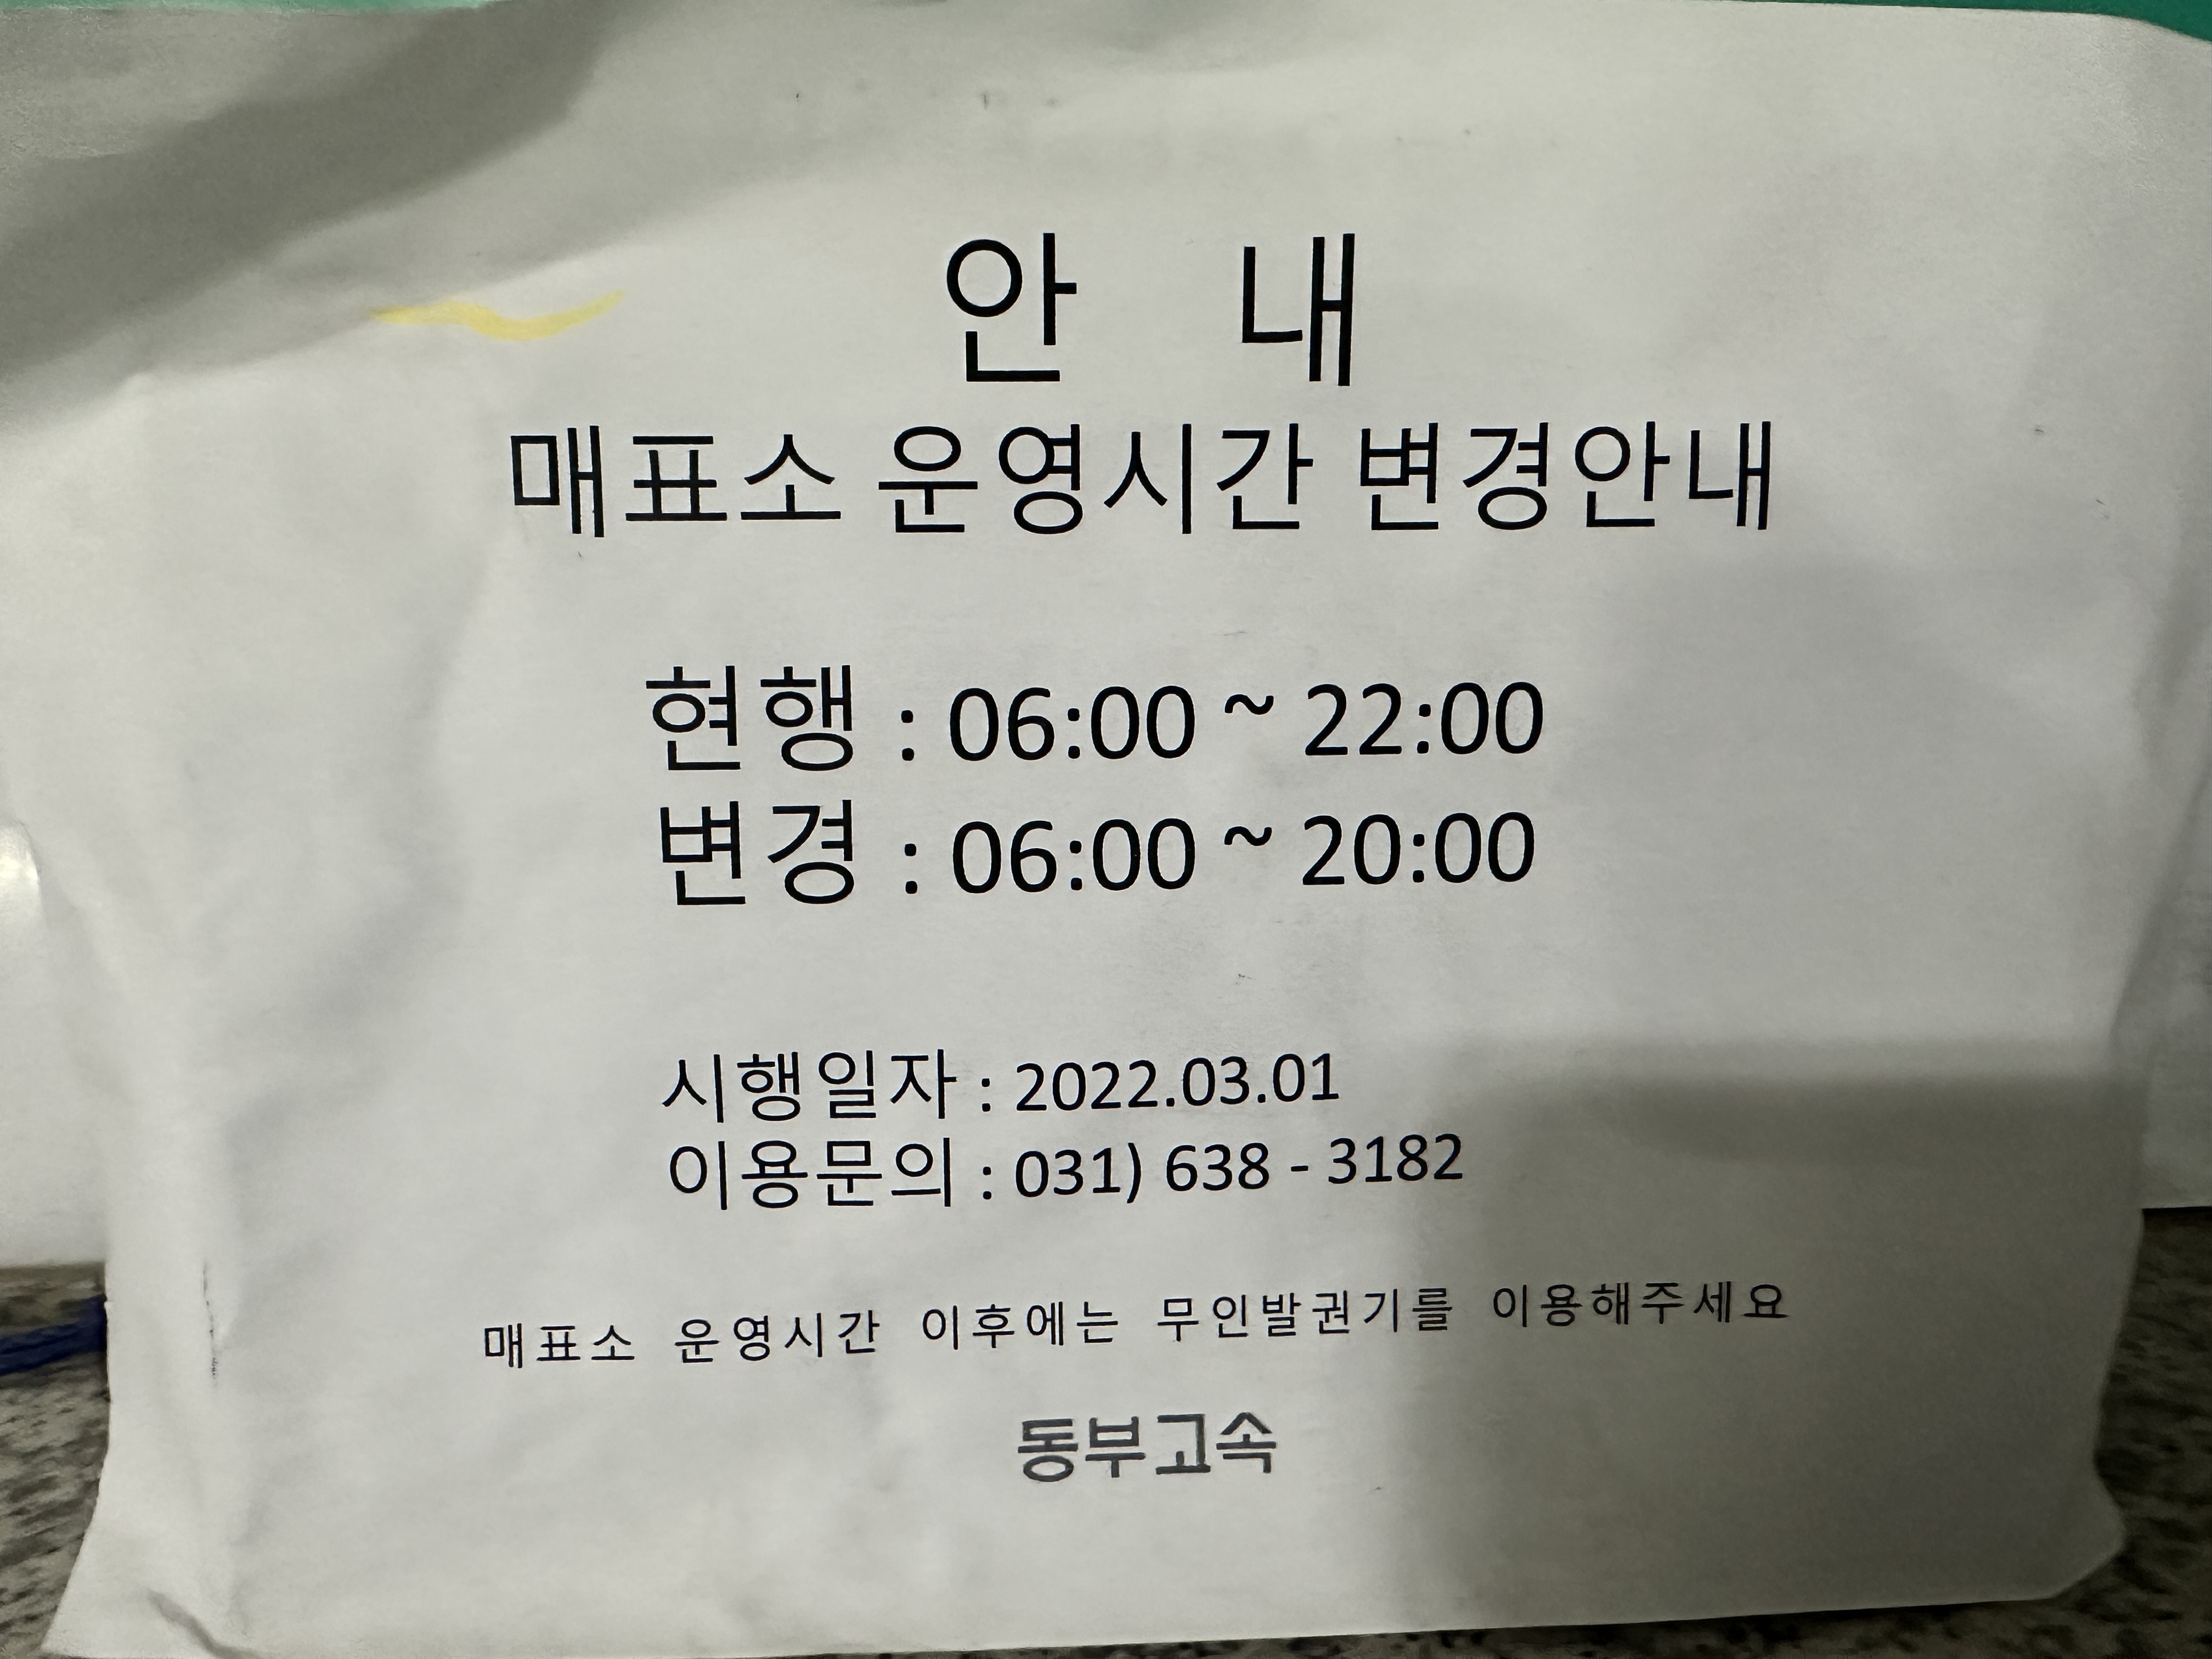 안 내
매표소 운영시간 변경안내
현행 : 06:00 ~ 22:00
변경 : 06:00 ~ 20:00
시행일자 : 2022.03.01
이용문의 : 031) 638 - 3182
매표소 운영시간 이후에는 무인발권기를 이용해주세요
동부고속